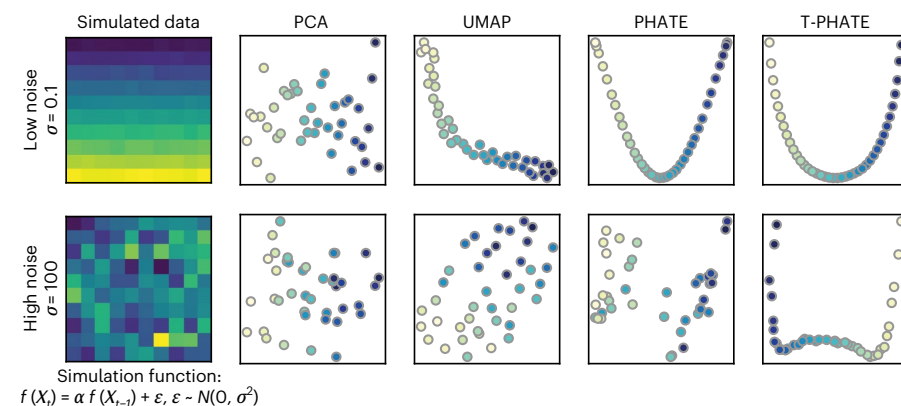 Simulated data PCA UMAP PHATE T-PHATE
Low noise
σ = 0.1
High noise
σ = 100
Simulation function:
f (Xₜ) = α f (Xₜ₋₁) + ε, ε ~ N(0, σ²)